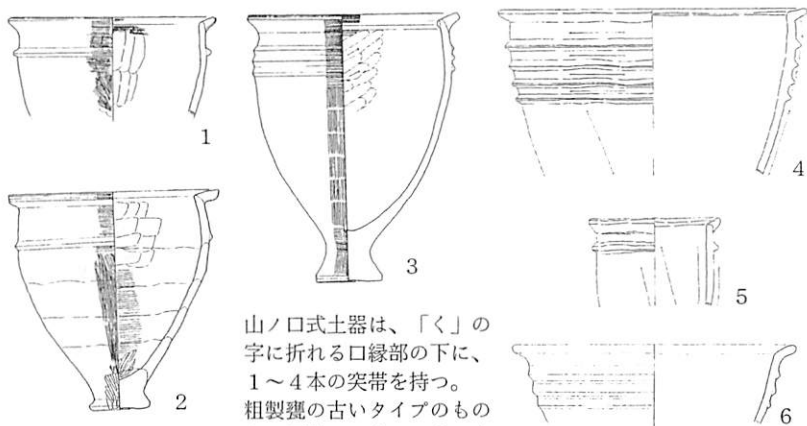 1
2
3
4
5
6
山ノ口式土器は、「く」の
字に折れる口縁部の下に、
1〜4本の突帯を持つ。
粗製甕の古いタイプのもの